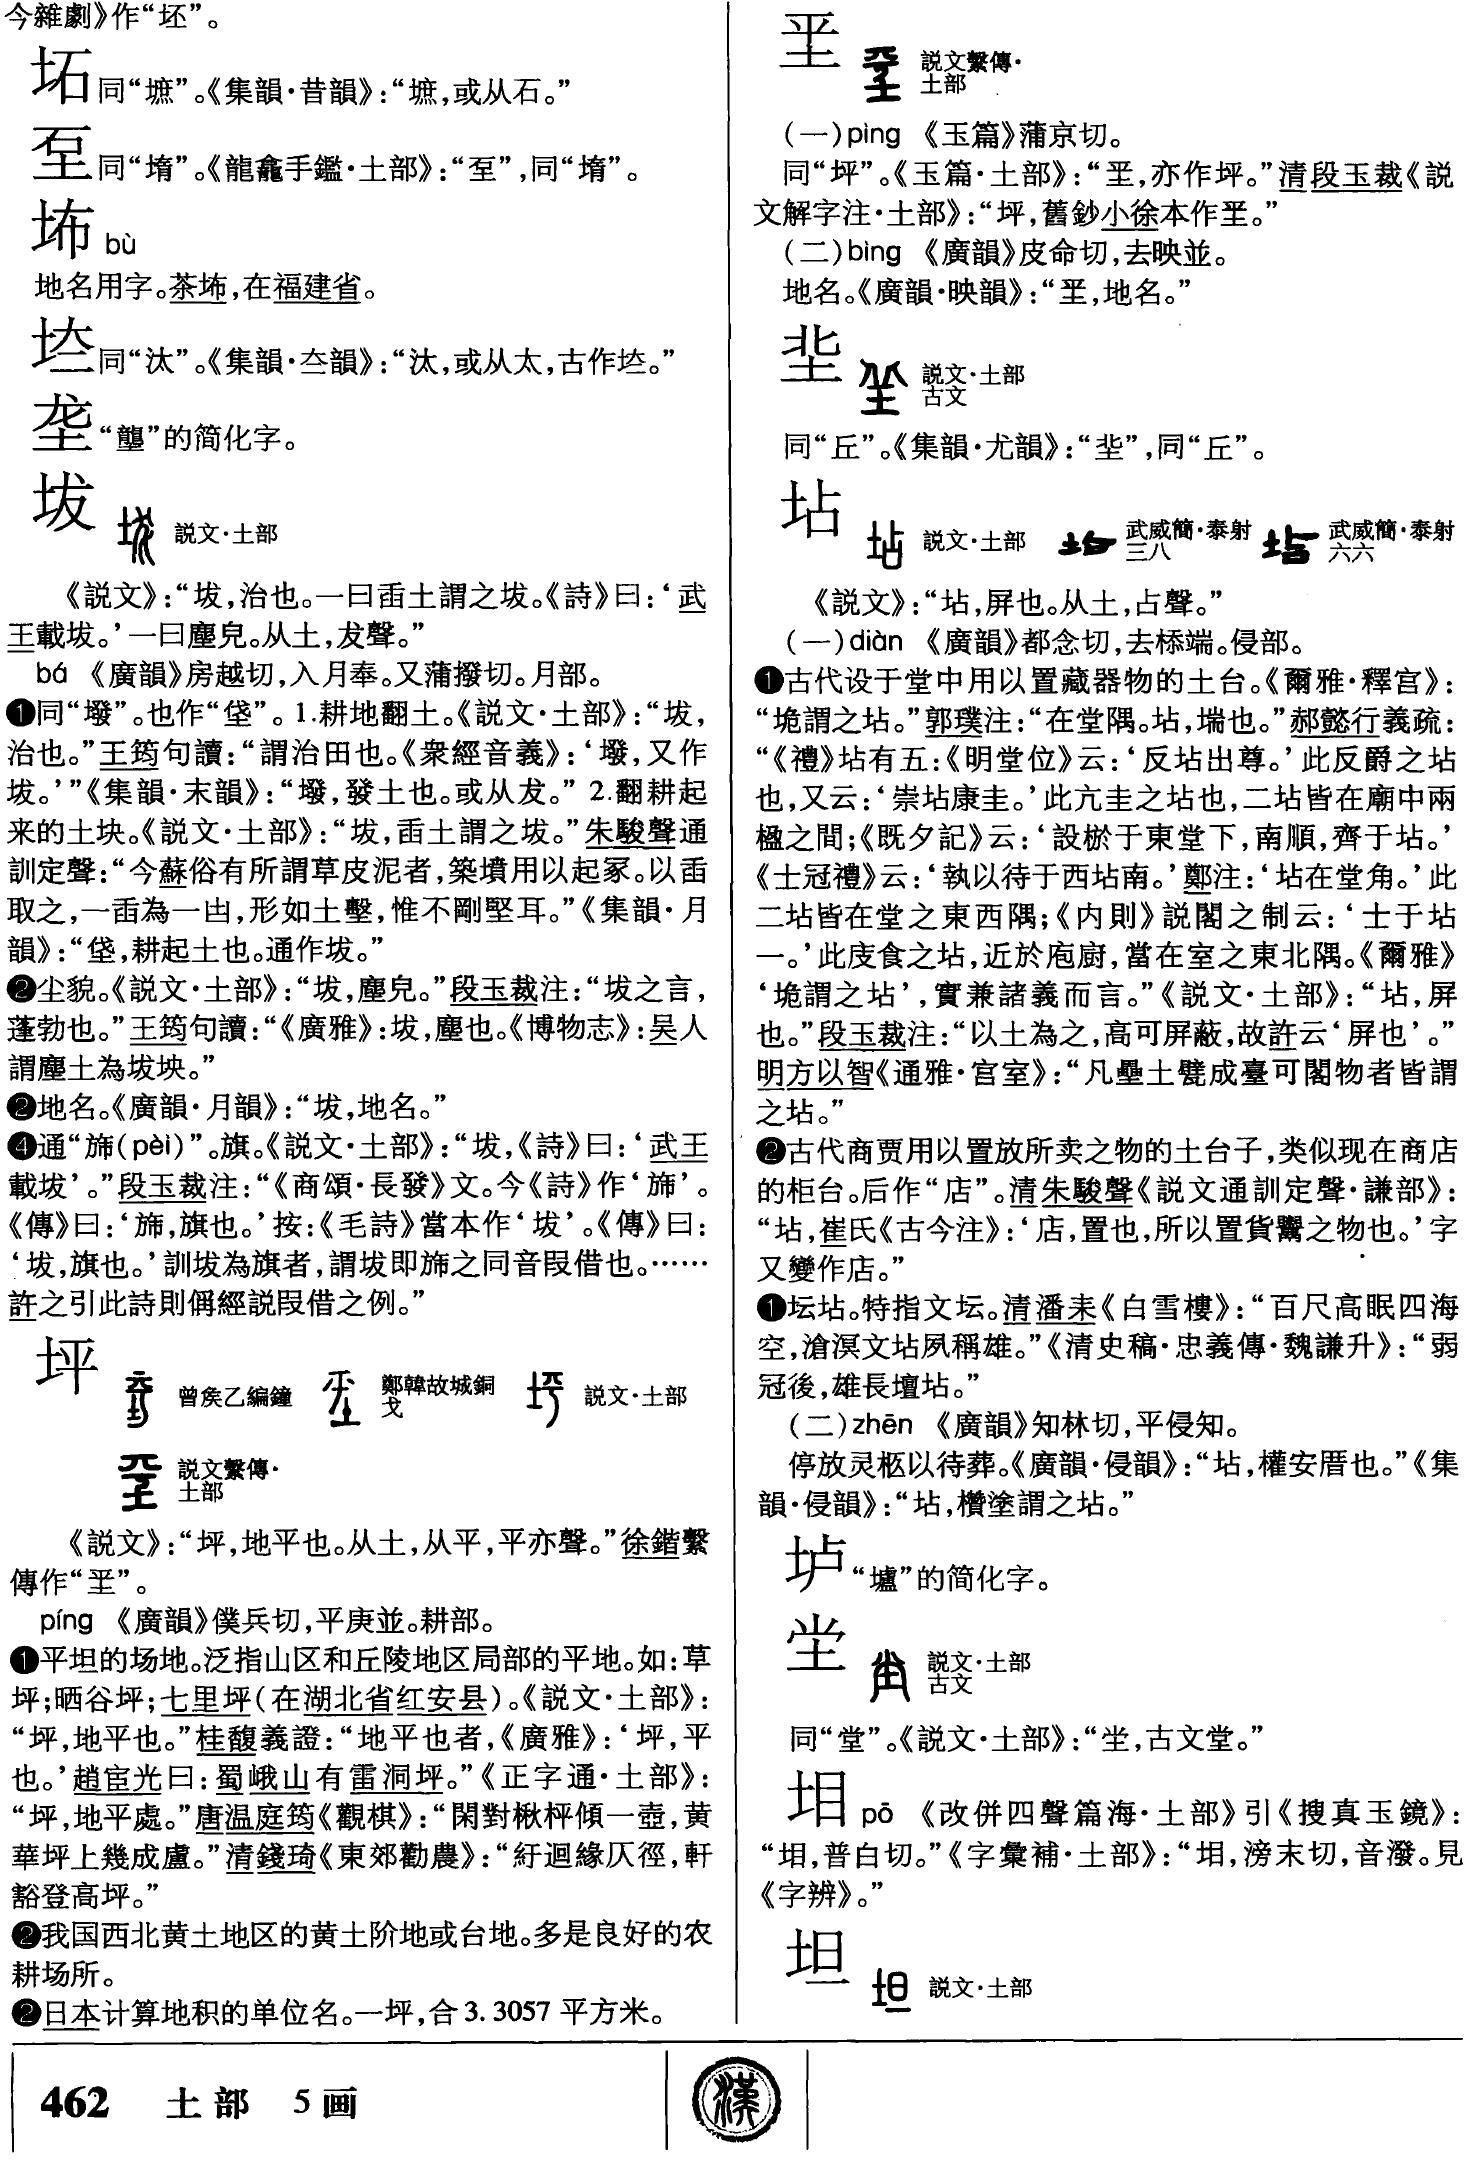 今雜劇》作“坯”。
坧同“墌”。《集韻·昔韻》：“墌，或从石。”
同“墮”。《龍龕手鑑·土部》：“坖”，同“墮”。
㘵 bù
地名用字。茶㘵，在福建省。
同“汰”。《集韻·夳韻》：“汰，或从太，古作㘷。”
垄“壟”的简化字。
坺 説文·土部
《説文》：“坺，治也。一曰臿土謂之坺。《詩》曰：‘武
王載坺。’一曰塵皃。从土，犮聲。”
bá 《廣韻》房越切，入月奉。又蒲撥切。月部。
❶同“墢”。也作“垡”。1.耕地翻土。《説文·土部》：“坺，
治也。”王筠句讀：“謂治田也。《衆經音義》：‘墢，又作
坺。’”《集韻·末韻》：“墢，發土也。或从犮。”2.翻耕起
来的土块。《説文·土部》：“坺，臿土謂之坺。”朱駿聲通
訓定聲：“今蘇俗有所謂草皮泥者，築墳用以起冢。以臿
取之，一臿為一凷，形如土墼，惟不剛堅耳。”《集韻·月
韻》：“垡，耕起土也。通作坺。”
❷尘貌。《説文·土部》：“坺，塵皃。”段玉裁注：“坺之言，
蓬勃也。”王筠句讀：“《廣雅》：坺，塵也。《博物志》：吴人
謂塵土為坺坱。”
❷地名。《廣韻·月韻》：“坺，地名。”
❹通“旆(pèi)”。旗。《説文·土部》：“坺，《詩》曰：‘武王
載坺’。”段玉裁注：“《商頌·長發》文。今《詩》作‘旆’。
《傳》曰：‘旆，旗也。’按：《毛詩》當本作‘坺’。《傳》曰：
‘坺，旗也。’訓坺為旗者，謂坺即旆之同音叚借也。……
許之引此詩則偁經説叚借之例。”
坪 曾侯乙編鐘 鄭韓故城銅
戈 説文·土部
説文繫傳·
土部
《説文》：“坪，地平也。从土，从平，平亦聲。”徐鍇繫
傳作“坙”。
píng 《廣韻》僕兵切，平庚並。耕部。
❶平坦的场地。泛指山区和丘陵地区局部的平地。如：草
坪；晒谷坪；七里坪（在湖北省红安县）。《説文·土部》：
“坪，地平也。”桂馥義證：“地平也者，《廣雅》：‘坪，平
也。’趙宧光曰：蜀峨山有雷洞坪。”《正字通·土部》：
“坪，地平處。”唐温庭筠《觀棋》：“閑對楸枰傾一壺，黄
華坪上幾成盧。”清錢琦《東郊勸農》：“紆迴緣仄徑，軒
豁登高坪。”
❷我国西北黄土地区的黄土阶地或台地。多是良好的农
耕场所。
❷日本计算地积的单位名。一坪，合3.3057平方米。
説文繫傳·
土部
(一)pìng 《玉篇》蒲京切。
同“坪”。《玉篇·土部》：“垩，亦作坪。”清段玉裁《説
文解字注·土部》：“坪，舊鈔小徐本作垩。”
(二)bìng 《廣韻》皮命切，去映並。
地名。《廣韻·映韻》：“垩，地名。”
㘳 説文·土部
古文
同“丘”。《集韻·尤韻》：“㘳”，同“丘”。
坫 説文·土部 武威簡·泰射
三八 武威簡·泰射
六六
《説文》：“坫，屏也。从土，占聲。”
(一)diàn 《廣韻》都念切，去㮇端。侵部。
❶古代设于堂中用以置藏器物的土台。《爾雅·釋宫》：
“垝謂之坫。”郭璞注：“在堂隅。坫，㙐也。”郝懿行義疏：
“《禮》坫有五：《明堂位》云：‘反坫出尊。’此反爵之坫
也，又云：‘崇坫康圭。’此亢圭之坫也，二坫皆在廟中兩
楹之間；《既夕記》云：‘設棜于東堂下，南順，齊于坫。’
《士冠禮》云：‘執以待于西坫南。’鄭注：‘坫在堂角。’此
二坫皆在堂之東西隅；《内則》説閣之制云：‘士于坫
一。’此庋食之坫，近於庖廚，當在室之東北隅。《爾雅》
‘垝謂之坫’，實兼諸義而言。”《説文·土部》：“坫，屏
也。”段玉裁注：“以土為之，高可屏蔽，故許云‘屏也’。”
明方以智《通雅·宫室》：“凡壘土甓成臺可閣物者皆謂
之坫。”
❷古代商贾用以置放所卖之物的土台子，类似现在商店
的柜台。后作“店”。清朱駿聲《説文通訓定聲·謙部》：
“坫，崔氏《古今注》：‘店，置也，所以置貨鬻之物也。’字
又變作店。”
❶坛坫。特指文坛。清潘耒《白雪樓》：“百尺高眠四海
空，滄溟文坫夙稱雄。”《清史稿·忠義傳·魏謙升》：“弱
冠後，雄長壇坫。”
(二)zhēn 《廣韻》知林切，平侵知。
停放灵柩以待葬。《廣韻·侵韻》：“坫，權安厝也。”《集
韻·侵韻》：“坫，欑塗謂之坫。”
垆“壚”的简化字。
坣 説文·土部
古文
同“堂”。《説文·土部》：“坣，古文堂。”
坥 pō 《改併四聲篇海·土部》引《搜真玉鏡》：
“坥，普白切。”《字彙補·土部》：“坥，滂末切，音潑。見
《字辨》。”
坦 説文·土部
462 土部 5画
漢